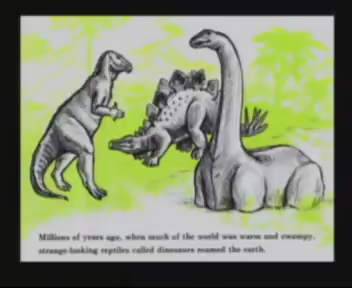 Millions of years ago, when much of the world was warm and swampy,
strange-looking reptiles called dinosaurs roamed the earth.